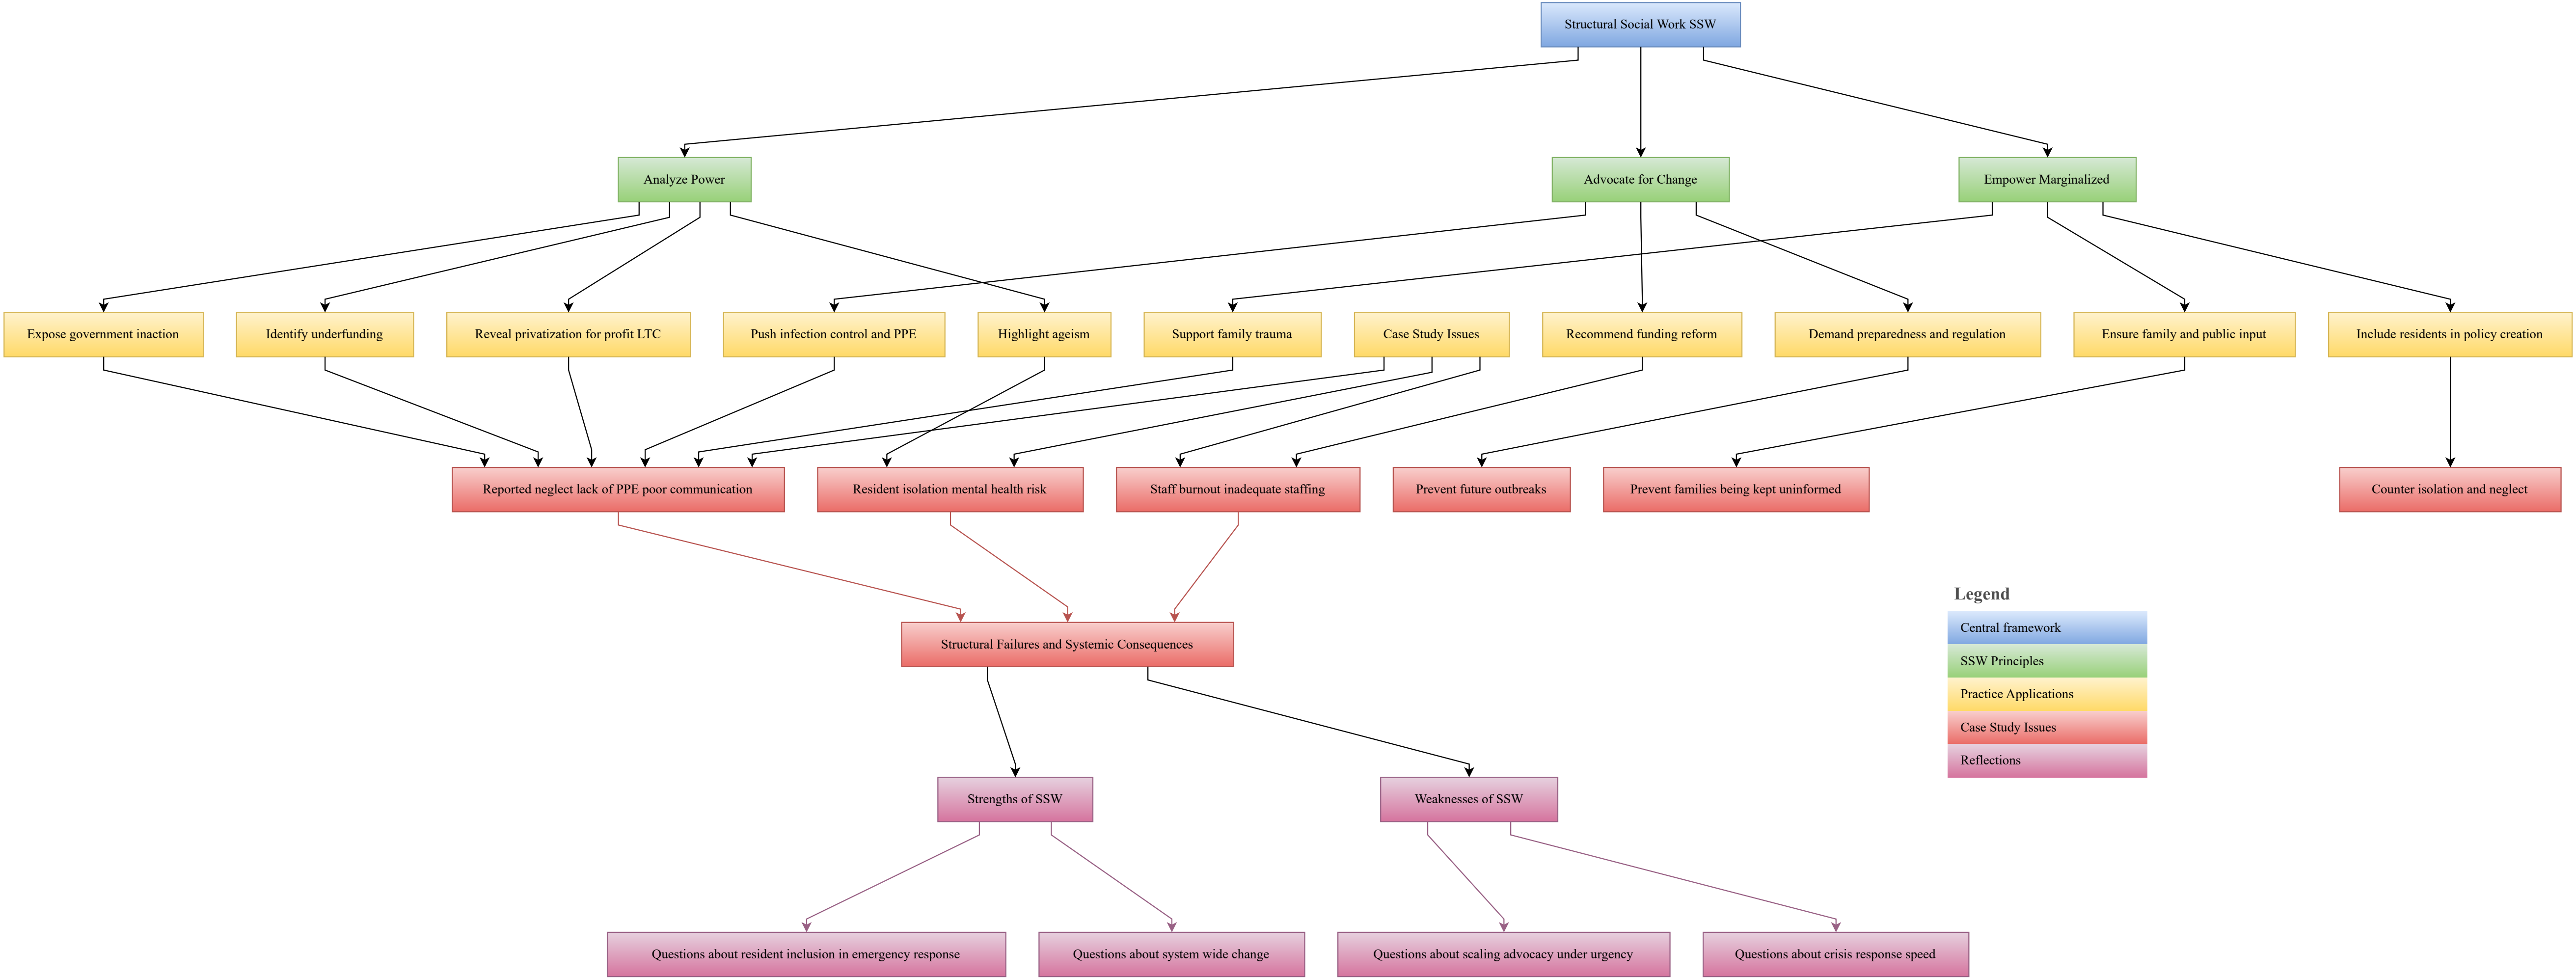 Structural Social Work SSW
Analyze Power
Advocate for Change
Empower Marginalized
Expose government inaction
Identify underfunding
Reveal privatization for profit LTC
Push infection control and PPE
Highlight ageism
Support family trauma
Case Study Issues
Recommend funding reform
Demand preparedness and regulation
Ensure family and public input
Include residents in policy creation
Reported neglect lack of PPE poor communication
Resident isolation mental health risk
Staff burnout inadequate staffing
Prevent future outbreaks
Prevent families being kept uninformed
Counter isolation and neglect
Structural Failures and Systemic Consequences
Legend
Central framework
SSW Principles
Practice Applications
Case Study Issues
Reflections
Strengths of SSW
Weaknesses of SSW
Questions about resident inclusion in emergency response
Questions about system wide change
Questions about scaling advocacy under urgency
Questions about crisis response speed